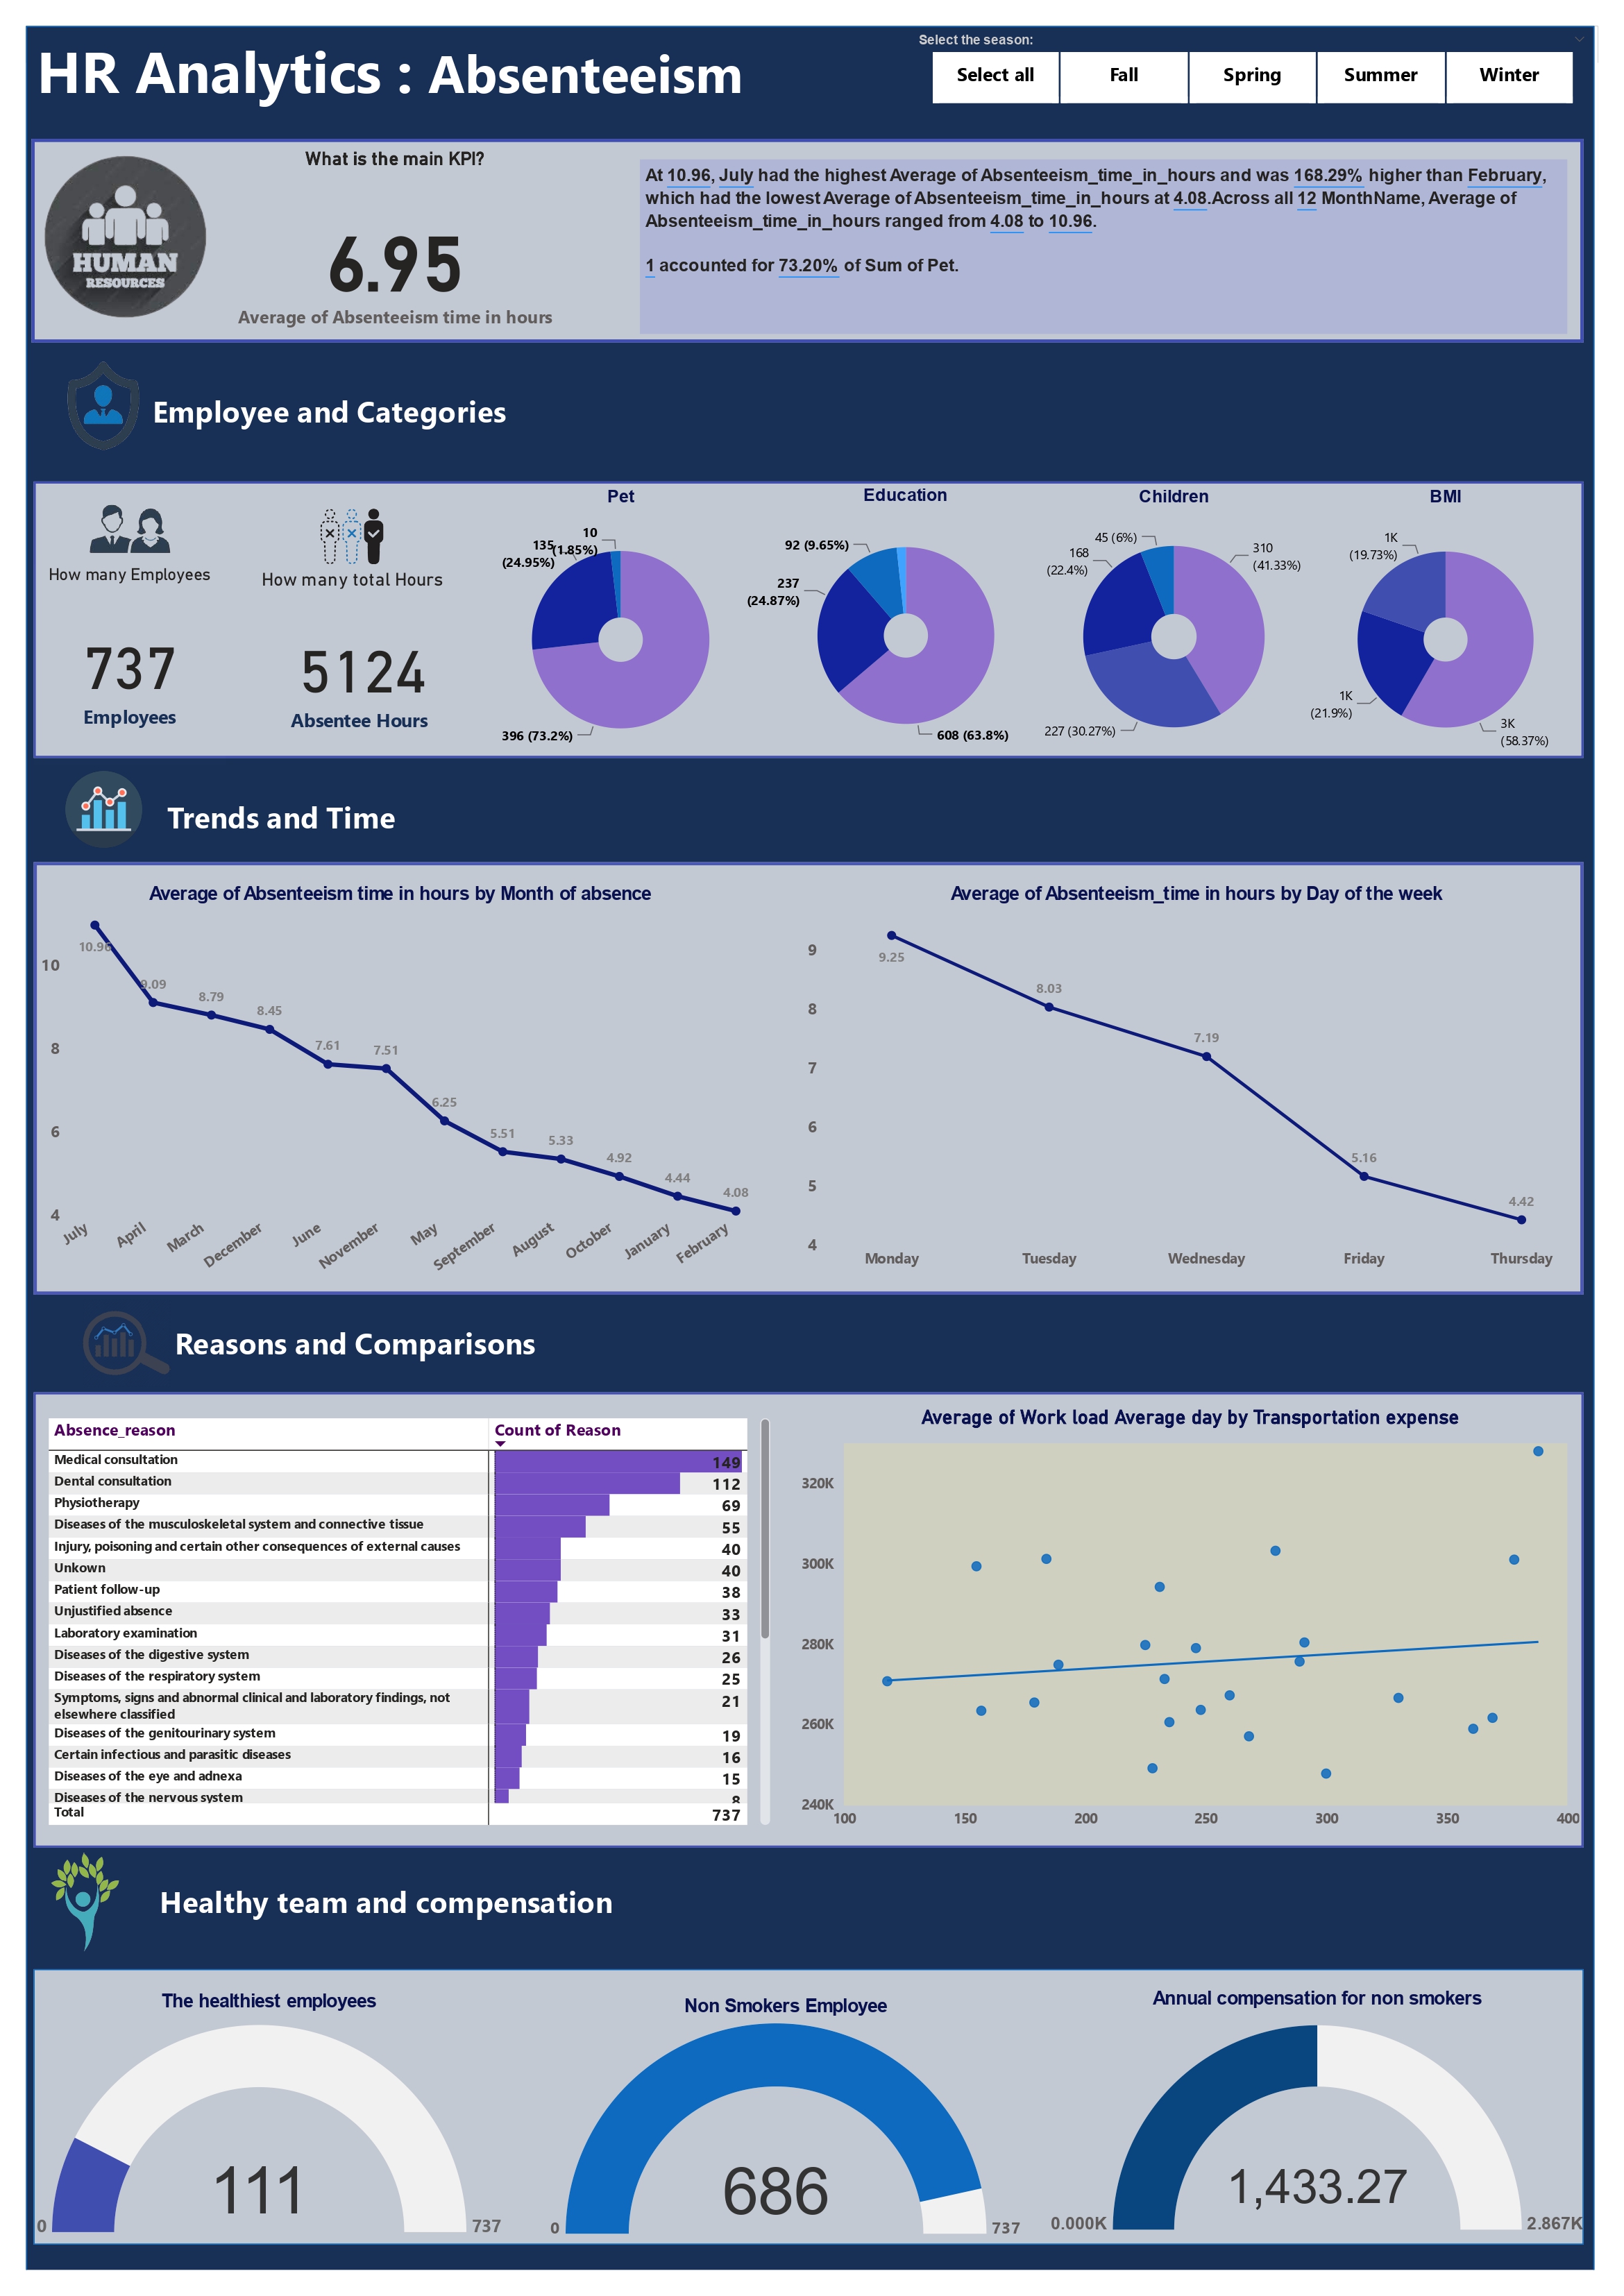 Select the season:
HR Analytics : Absenteeism
Select all
Fall
Spring
Summer
Winter
HUMAN
RESOURCES
What is the main KPI?
6.95
Average of Absenteeism time in hours
At 10.96, July had the highest Average of Absenteeism_time_in_hours and was 168.29% higher than February,
which had the lowest Average of Absenteeism_time_in_hours at 4.08.Across all 12 MonthName, Average of
Absenteeism_time_in_hours ranged from 4.08 to 10.96.
1 accounted for 73.20% of Sum of Pet.
Employee and Categories
How many Employees
737
Employees
How many total Hours
5124
Absentee Hours
Pet
10
(1.85%)
135
(24.95%)
396 (73.2%)
Education
92 (9.65%)
237
(24.87%)
608 (63.8%)
Children
45 (6%)
168
(22.4%)
310
(41.33%)
227 (30.27%)
BMI
1K
(19.73%)
1K
(21.9%)
3K
(58.37%)
Trends and Time
Average of Absenteeism time in hours by Month of absence
10
8
6
4
10.96
9.09
8.79
8.45
7.61
7.51
6.25
5.51
5.33
4.92
4.44
4.08
July
April
March
December
June
November
May
September
August
October
January
February
Average of Absenteeism_time in hours by Day of the week
9
8
7
6
5
4
9.25
8.03
7.19
5.16
4.42
Monday
Tuesday
Wednesday
Friday
Thursday
Reasons and Comparisons
Absence_reason Count of Reason
Medical consultation 149
Dental consultation 112
Physiotherapy 69
Diseases of the musculoskeletal system and connective tissue 55
Injury, poisoning and certain other consequences of external causes 40
Unkown 40
Patient follow-up 38
Unjustified absence 33
Laboratory examination 31
Diseases of the digestive system 26
Diseases of the respiratory system 25
Symptoms, signs and abnormal clinical and laboratory findings, not 21
elsewhere classified
Diseases of the genitourinary system 19
Certain infectious and parasitic diseases 16
Diseases of the eye and adnexa 15
Diseases of the nervous system 8
Total 737
Average of Work load Average day by Transportation expense
320K
300K
280K
260K
240K
100
150
200
250
300
350
400
Healthy team and compensation
The healthiest employees
111
0
737
Non Smokers Employee
686
0
737
Annual compensation for non smokers
1,433.27
0.000K
2.867K